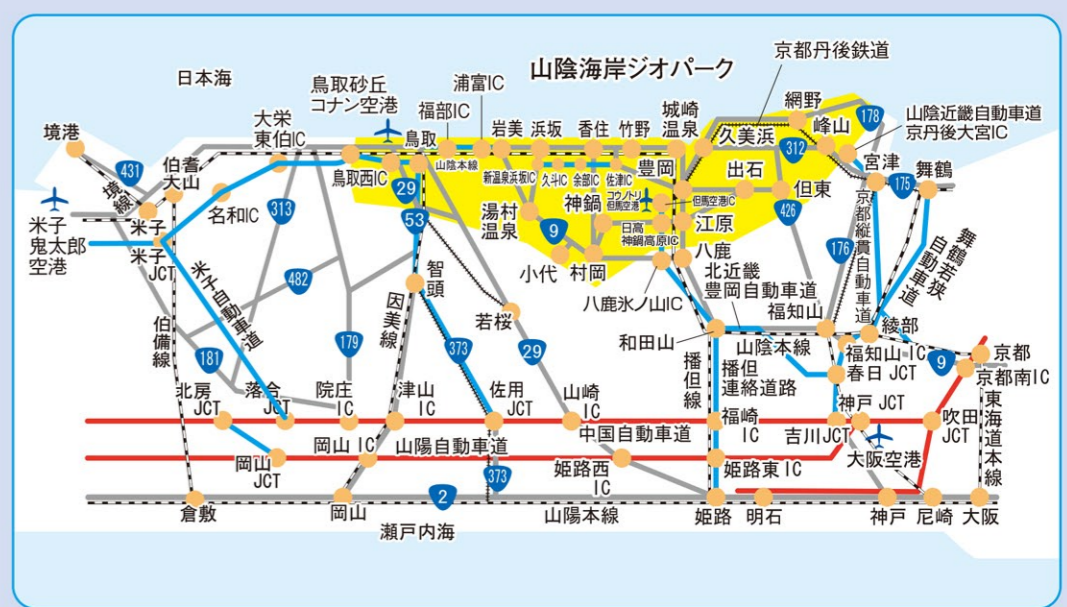 京都丹後鉄道
山陰海岸ジオパーク
日本海
鳥取砂丘
コナン空港
浦富IC
福部IC
大栄
東伯IC
鳥取
岩美
浜坂
香住
竹野
城崎
温泉
久美浜
網野
峰山
178
山陰近畿自動車道
京丹後大宮IC
境港
431
伯耆
大山
境線
米子
鬼太郎
空港
米子
米子
JCT
名和IC
313
鳥取西IC
山陰本線
29
53
新温泉浜坂IC
久斗IC
余部IC
佐津IC
豊岡
コウノトリ
但馬空港
但馬空港IC
出石
312
但東
宮津
175
舞鶴
湯村
温泉
9
神鍋
日高
神鍋高原IC
江原
426
小代
村岡
八鹿
八鹿氷ノ山IC
北近畿
豊岡自動車道
176
京都縦貫自動車道
舞鶴若狭
自動車道
482
米子自動車道
智頭
因美線
若桜
和田山
福知山
綾部
伯備線
181
179
373
29
播但線
山陰本線
播但
連絡道路
福知山 IC
春日 JCT
9
京都
京都南IC
北房
JCT
落合
JCT
院庄
IC
津山
IC
佐用
JCT
山崎
IC
中国自動車道
福崎
IC
神戸 JCT
吉川JCT
吹田
JCT
東海道本線
岡山 IC
山陽自動車道
岡山
JCT
373
姫路西
IC
姫路東 IC
大阪空港
2
倉敷
岡山
瀬戸内海
山陽本線
姫路
明石
神戸
尼崎
大阪